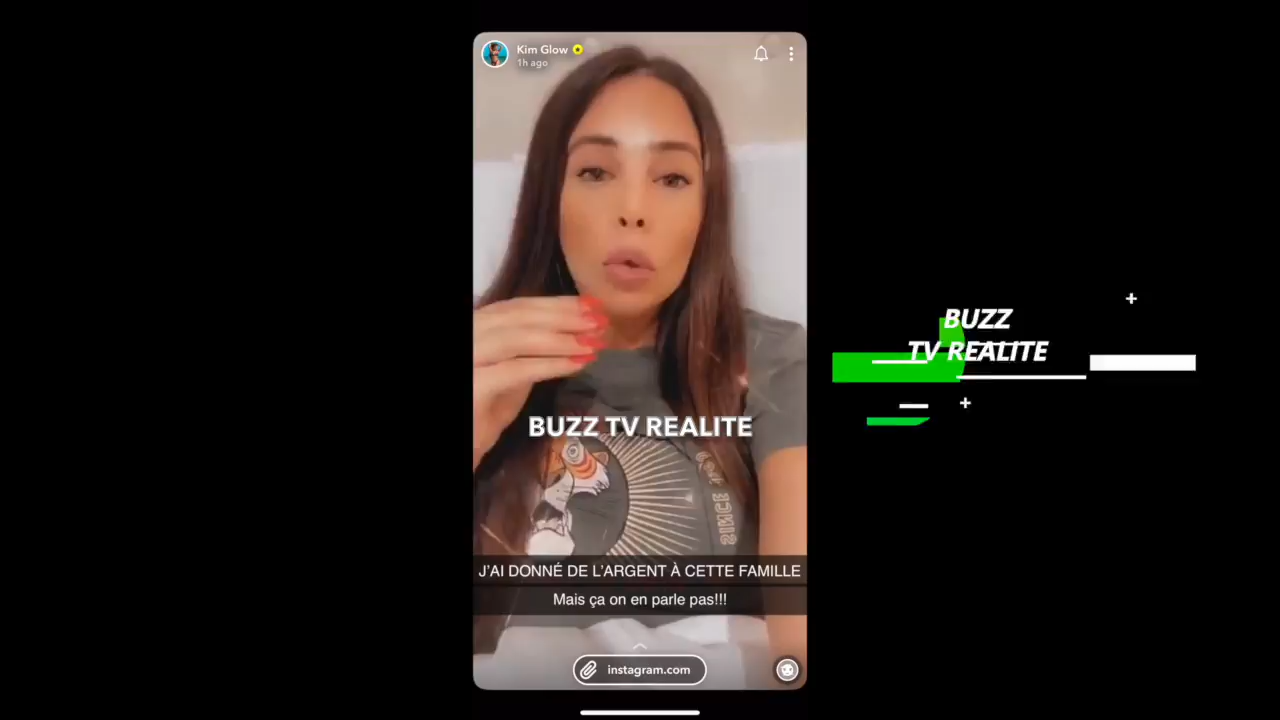 Kim Glow
1h ago
BUZZ TV REALITE
SINCE
J'AI DONNÉ DE L'ARGENT À CETTE FAMILLE
Mais ça on en parle pas!!!
instagram.com
BUZZ
TV REALITE